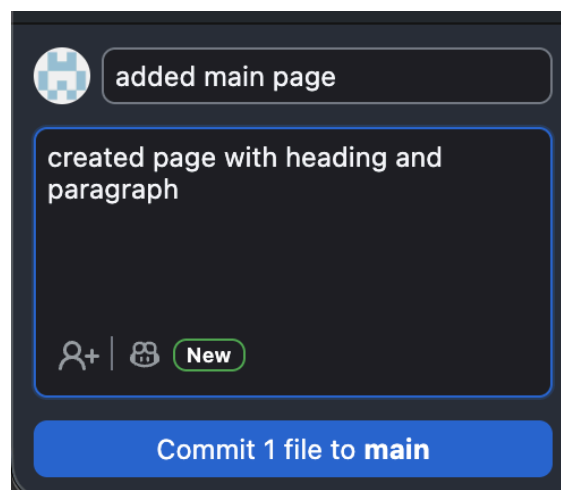 added main page
created page with heading and
paragraph
New
Commit 1 file to main